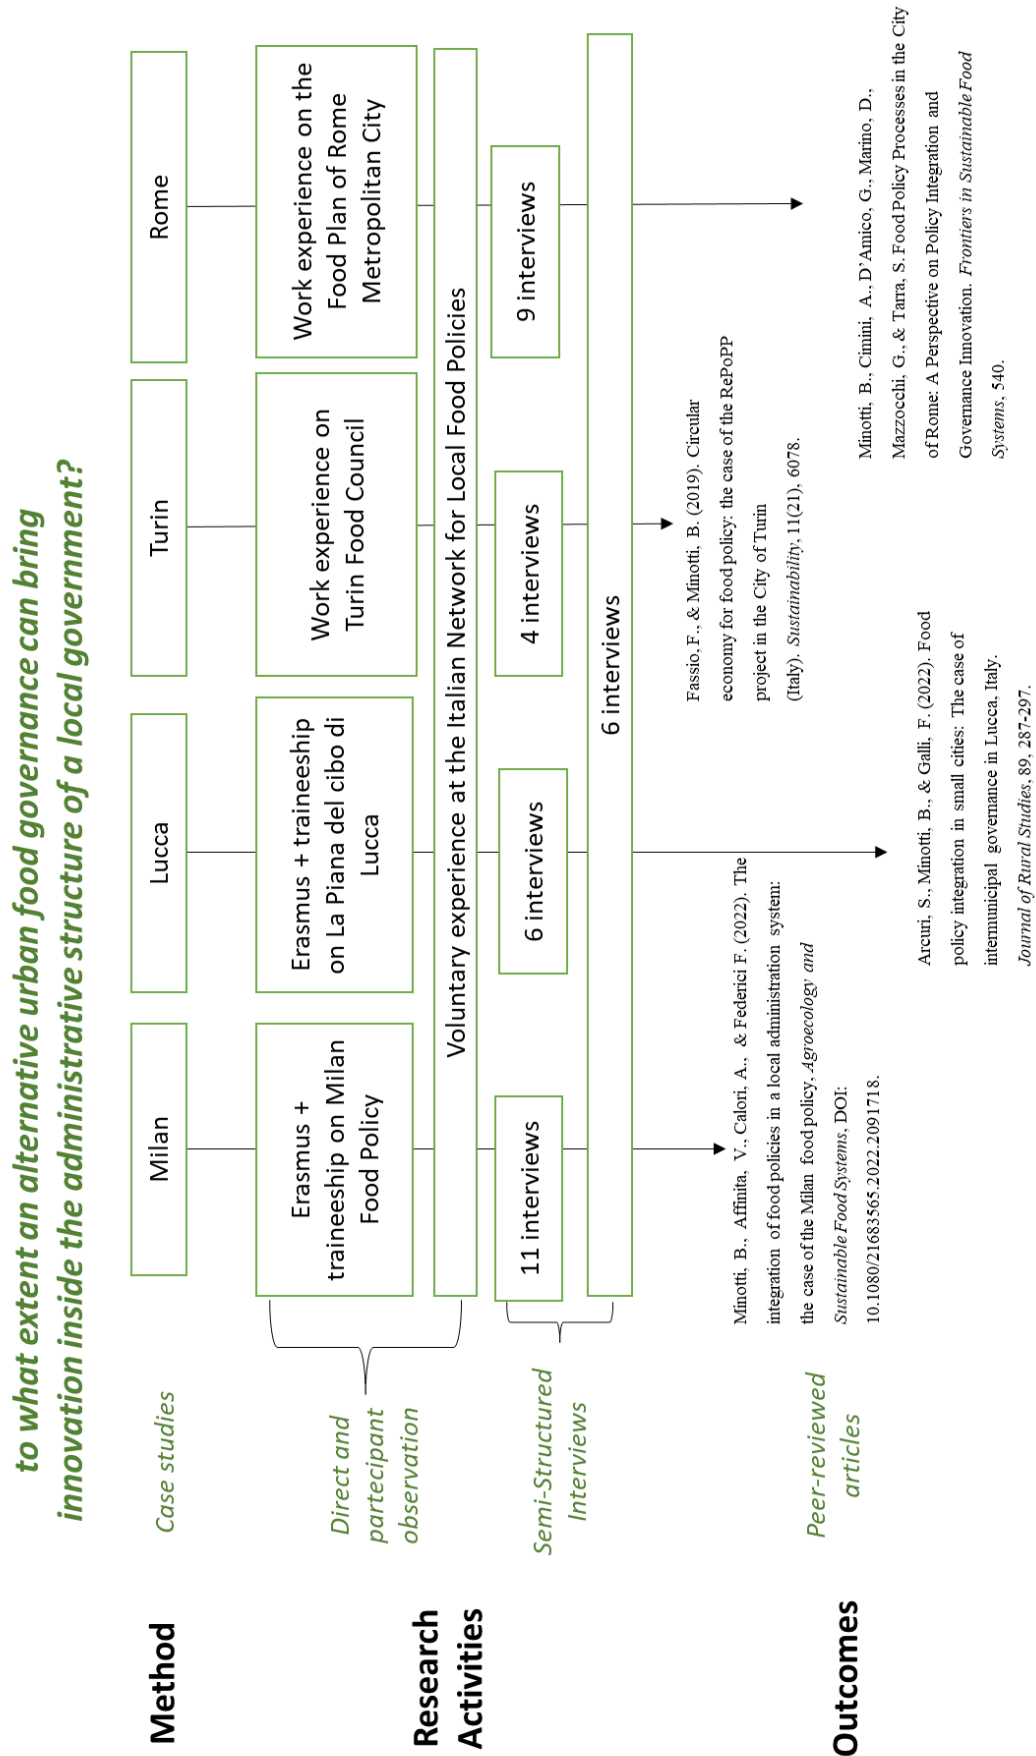 to what extent an alternative urban food governance can bring
innovation inside the administrative structure of a local government?
Method
Case studies
Milan
Lucca
Turin
Rome
Research
Activities
Direct and
partecipant
observation
Erasmus +
traineeship on Milan
Food Policy
Erasmus + traineeship
on La Piana del cibo di
Lucca
Work experience on
Turin Food Council
Work experience on the
Food Plan of Rome
Metropolitan City
Voluntary experience at the Italian Network for Local Food Policies
Semi-Structured
Interviews
11 interviews
6 interviews
4 interviews
9 interviews
6 interviews
Outcomes
Peer-reviewed
articles
Minotti, B., Affinita, V., Calori, A., & Federici F. (2022). The
integration of food policies in a local administration system:
the case of the Milan food policy, Agroecology and
Sustainable Food Systems, DOI:
10.1080/21683565.2022.2091718.
Arcuri, S., Minotti, B., & Galli, F. (2022). Food
policy integration in small cities: The case of
intermunicipal governance in Lucca, Italy.
Journal of Rural Studies, 89, 287-297.
Fassio, F., & Minotti, B. (2019). Circular
economy for food policy: the case of the RePoPP
project in the City of Turin
(Italy). Sustainability, 11(21), 6078.
Minotti, B., Cimini, A., D'Amico, G., Marino, D.,
Mazzocchi, G., & Tarra, S. Food Policy Processes in the City
of Rome: A Perspective on Policy Integration and
Governance Innovation. Frontiers in Sustainable Food
Systems, 540.